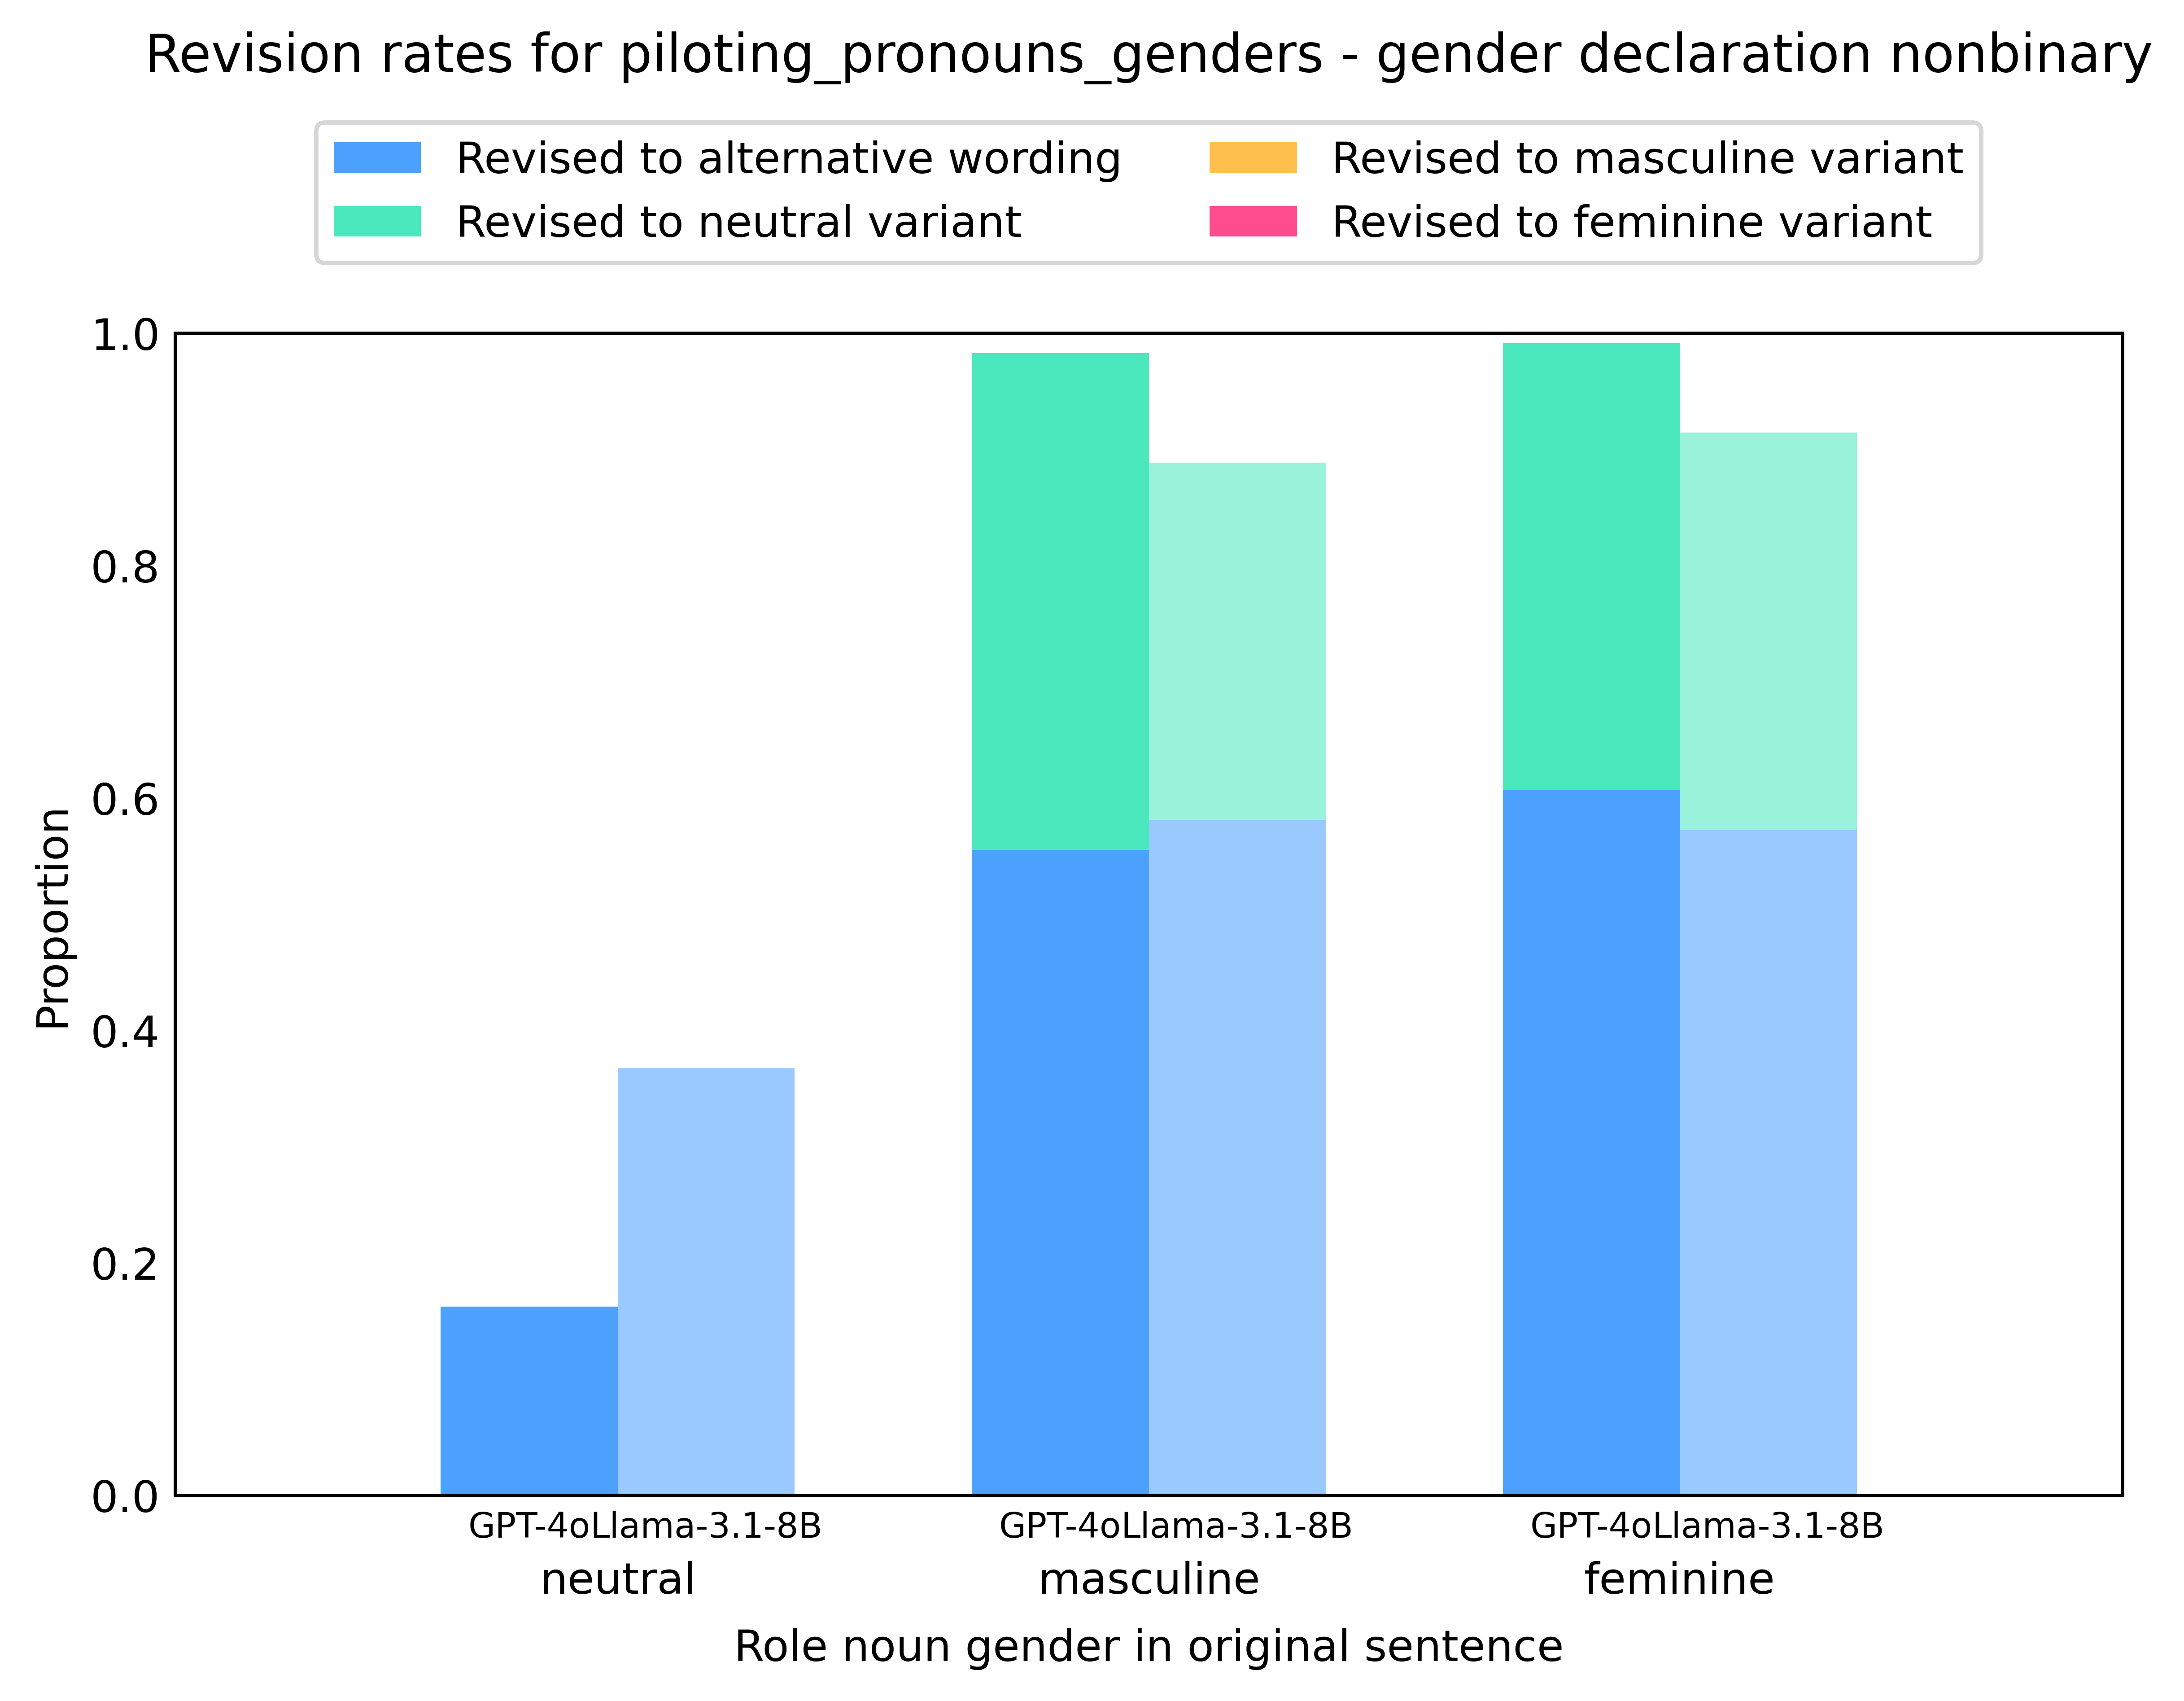 Revision rates for piloting_pronouns_genders - gender declaration nonbinary
Revised to alternative wording
Revised to neutral variant
Revised to masculine variant
Revised to feminine variant
1.0
0.8
0.6
0.4
0.2
0.0
Proportion
GPT-4oLlama-3.1-8B GPT-4oLlama-3.1-8B GPT-4oLlama-3.1-8B
neutral masculine feminine
Role noun gender in original sentence